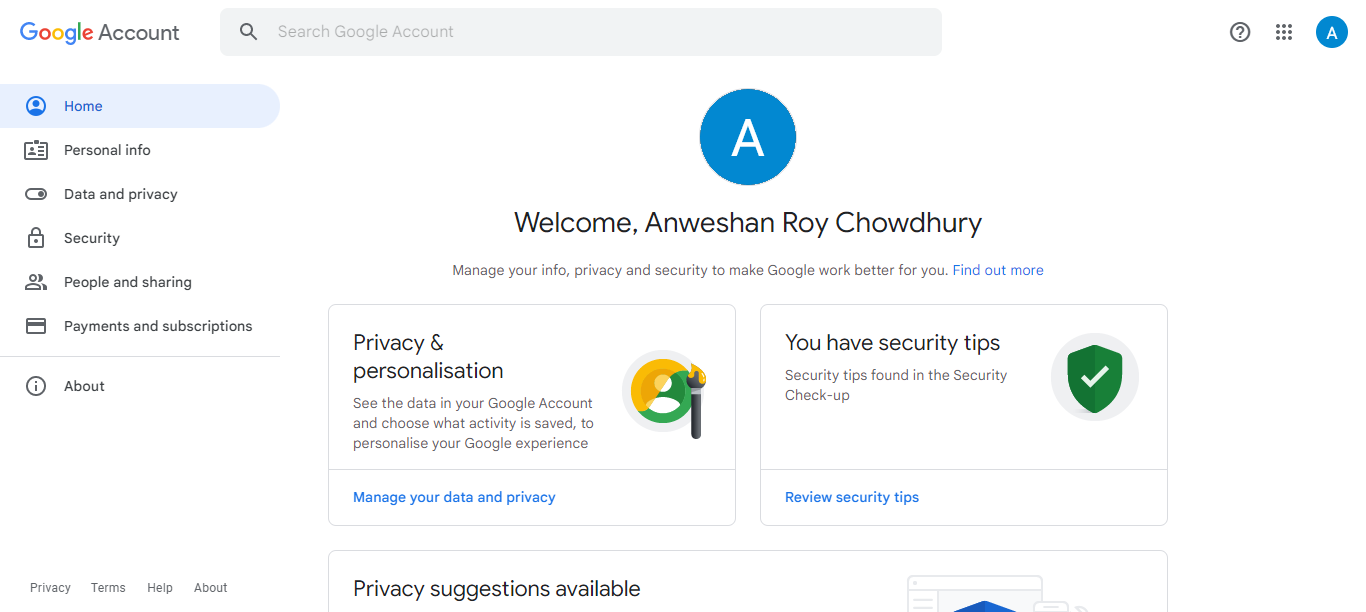 Google Account
Search Google Account
A
Home
Personal info
Data and privacy
Security
People and sharing
Payments and subscriptions
About
A
Welcome, Anweshan Roy Chowdhury
Manage your info, privacy and security to make Google work better for you. Find out more
Privacy &
personalisation
See the data in your Google Account
and choose what activity is saved, to
personalise your Google experience
Manage your data and privacy
You have security tips
Security tips found in the Security
Check-up
Review security tips
Privacy suggestions available
Privacy Terms Help About